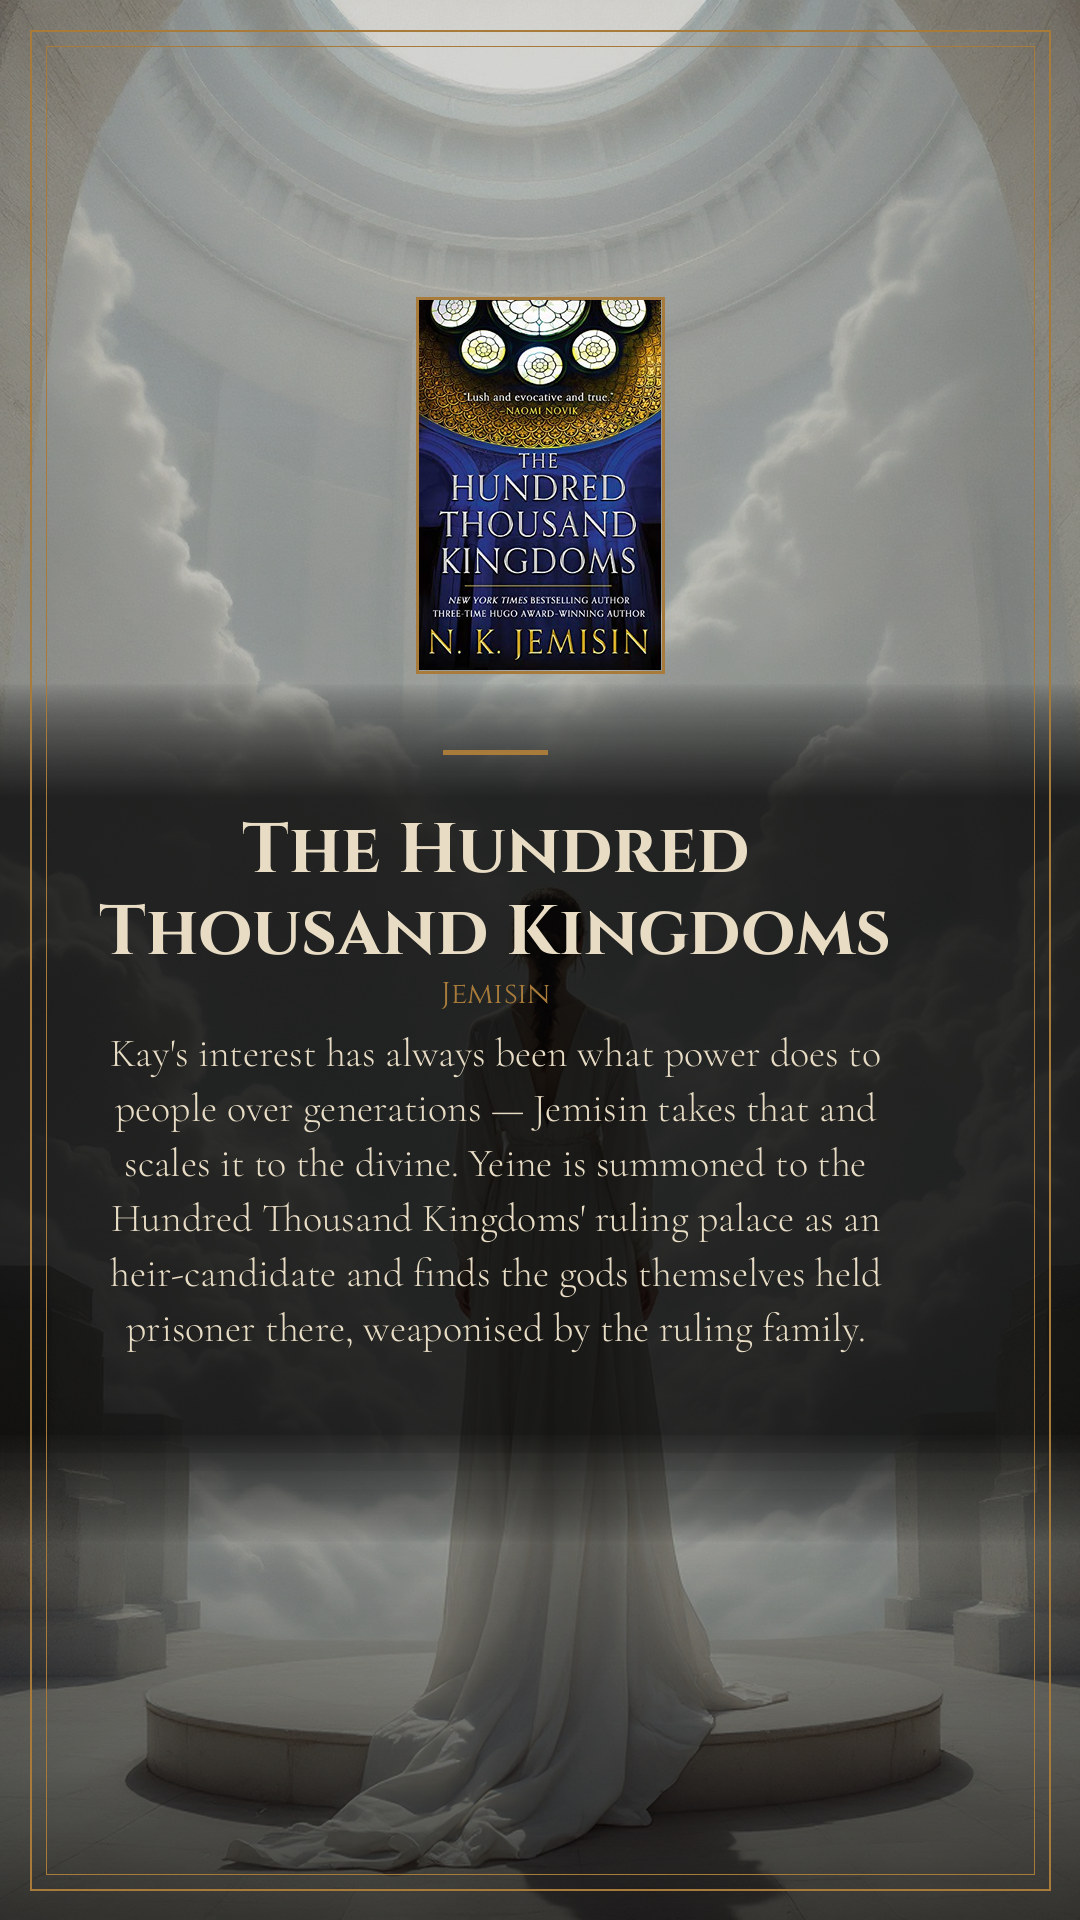 "Lush and evocative and true."
-NAOMI NOVIK
THE
HUNDRED
THOUSAND
KINGDOMS
NEW YORK TIMES BESTSELLING AUTHOR
THREE-TIME HUGO AWARD-WINNING AUTHOR
N. K. JEMISIN
The Hundred
Thousand Kingdoms
Jemisin
Kay's interest has always been what power does to
people over generations — Jemisin takes that and
scales it to the divine. Yeine is summoned to the
Hundred Thousand Kingdoms' ruling palace as an
heir-candidate and finds the gods themselves held
prisoner there, weaponised by the ruling family.